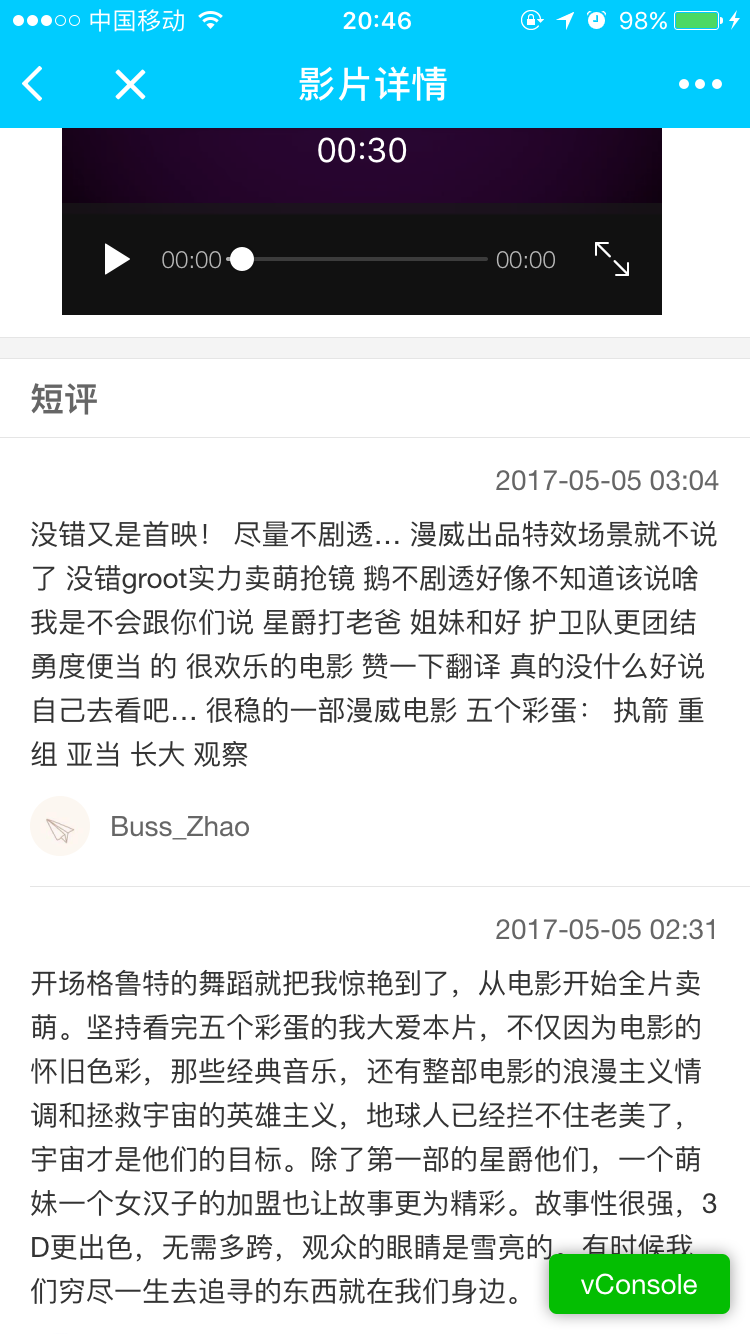 中国移动
20:46
98%
影片详情
00:30
00:00
00:00
短评
2017-05-05 03:04
没错又是首映！ 尽量不剧透... 漫威出品特效场景就不说
了 没错groot实力卖萌抢镜 鹅不剧透好像不知道该说啥
我是不会跟你们说 星爵打老爸 姐妹和好 护卫队更团结
勇度便当 的 很欢乐的电影 赞一下翻译 真的没什么好说
自己去看吧... 很稳的一部漫威电影 五个彩蛋： 执箭 重
组 亚当 长大 观察
Buss_Zhao
2017-05-05 02:31
开场格鲁特的舞蹈就把我惊艳到了，从电影开始全片卖
萌。坚持看完五个彩蛋的我大爱本片，不仅因为电影的
怀旧色彩，那些经典音乐，还有整部电影的浪漫主义情
调和拯救宇宙的英雄主义，地球人已经拦不住老美了，
宇宙才是他们的目标。除了第一部的星爵他们，一个萌
妹一个女汉子的加盟也让故事更为精彩。故事性很强，3
D更出色，无需多跨，观众的眼睛是雪亮的。有时候我
们穷尽一生去追寻的东西就在我们身边。
vConsole